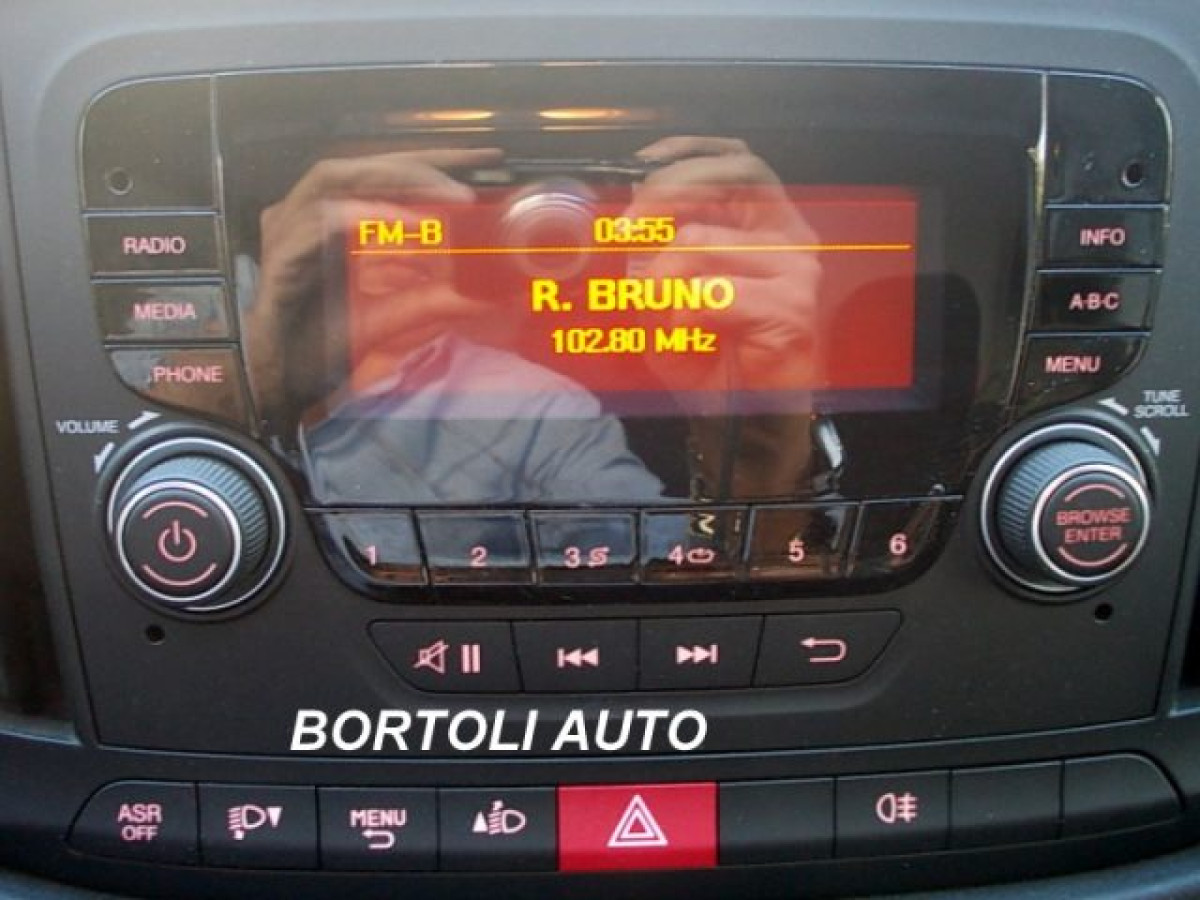 FM-B 03:55
R. BRUNO
102.80 MHz
RADIO
MEDIA
PHONE
INFO
A-B-C
MENU
VOLUME
TUNE
SCROLL
BROWSE
ENTER
1 2 3 4 5 6
BORTOLI AUTO
ASR
OFF
MENU